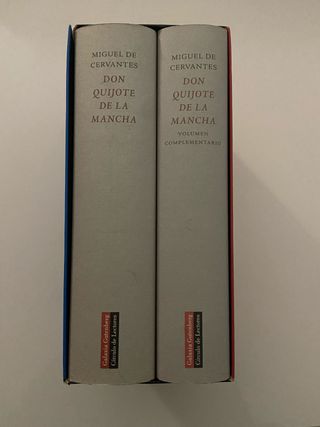 MIGUEL DE
CERVANTES
DON
QUIJOTE
DE LA
MANCHA
Galaxia Gutenberg
Círculo de Lectores
MIGUEL DE
CERVANTES
DON
QUIJOTE
DE LA
MANCHA
VOLUMEN
COMPLEMENTARIO
Galaxia Gutenberg
Círculo de Lectores